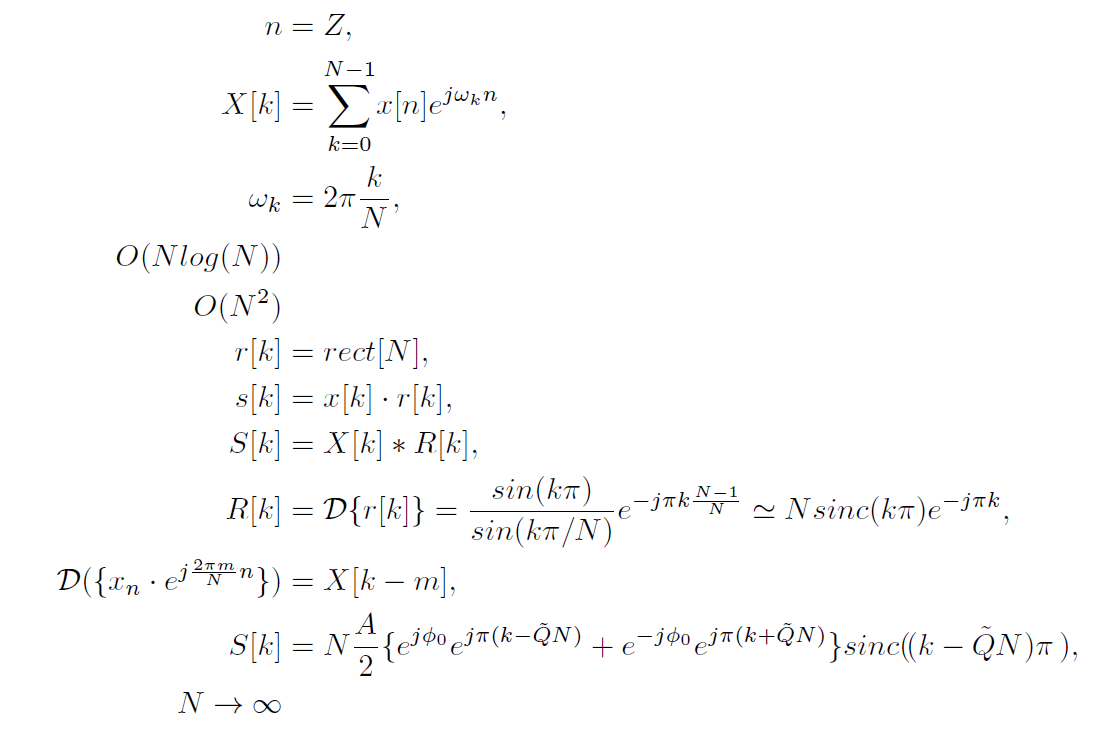 n = Z,
X[k] = \sum_{k=0}^{N-1} x[n]e^{j\omega_k n},
\omega_k = 2\pi \frac{k}{N},
O(Nlog(N))
O(N^2)
r[k] = rect[N],
s[k] = x[k] \cdot r[k],
S[k] = X[k] * R[k],
R[k] = \mathcal{D}\{r[k]\} = \frac{sin(k\pi)}{sin(k\pi/N)} e^{-j\pi k \frac{N-1}{N}} \simeq Nsinc(k\pi)e^{-j\pi k},
\mathcal{D}(\{x_n \cdot e^{j\frac{2\pi m}{N}n}\}) = X[k - m],
S[k] = N\frac{A}{2}\{e^{j\phi_0}e^{j\pi(k-\tilde{Q}N)} + e^{-j\phi_0}e^{j\pi(k+\tilde{Q}N)}\}sinc((k - \tilde{Q}N)\pi),
N \to \infty